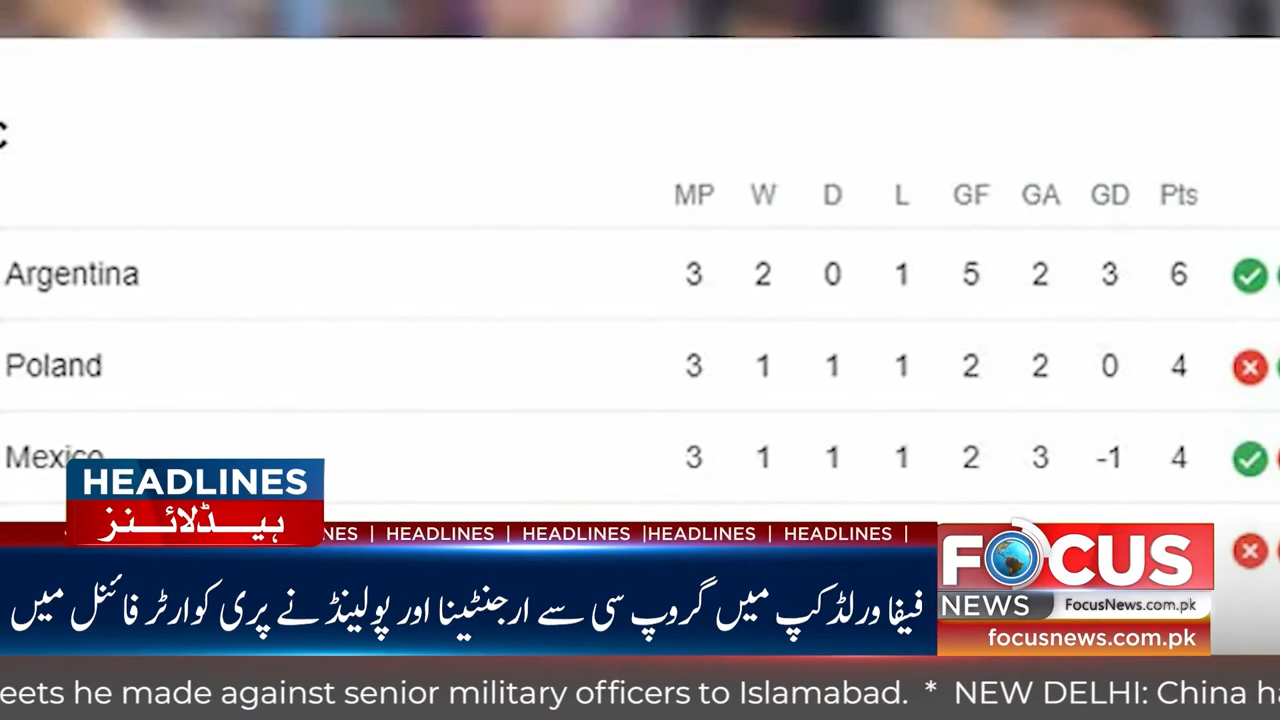 C
MP W D L GF GA GD Pts
Argentina 3 2 0 1 5 2 3 6
Poland 3 1 1 1 2 2 0 4
Mexico 3 1 1 1 2 3 -1 4
HEADLINES
ہیڈلائنز
NES | HEADLINES | HEADLINES |HEADLINES | HEADLINES |
فیفا ورلڈکپ میں گروپ سی سے ارجنٹینا اور پولینڈ نے پری کوارٹر فائنل میں
FOCUS
NEWS FocusNews.com.pk
focusnews.com.pk
eets he made against senior military officers to Islamabad. * NEW DELHI: China ha